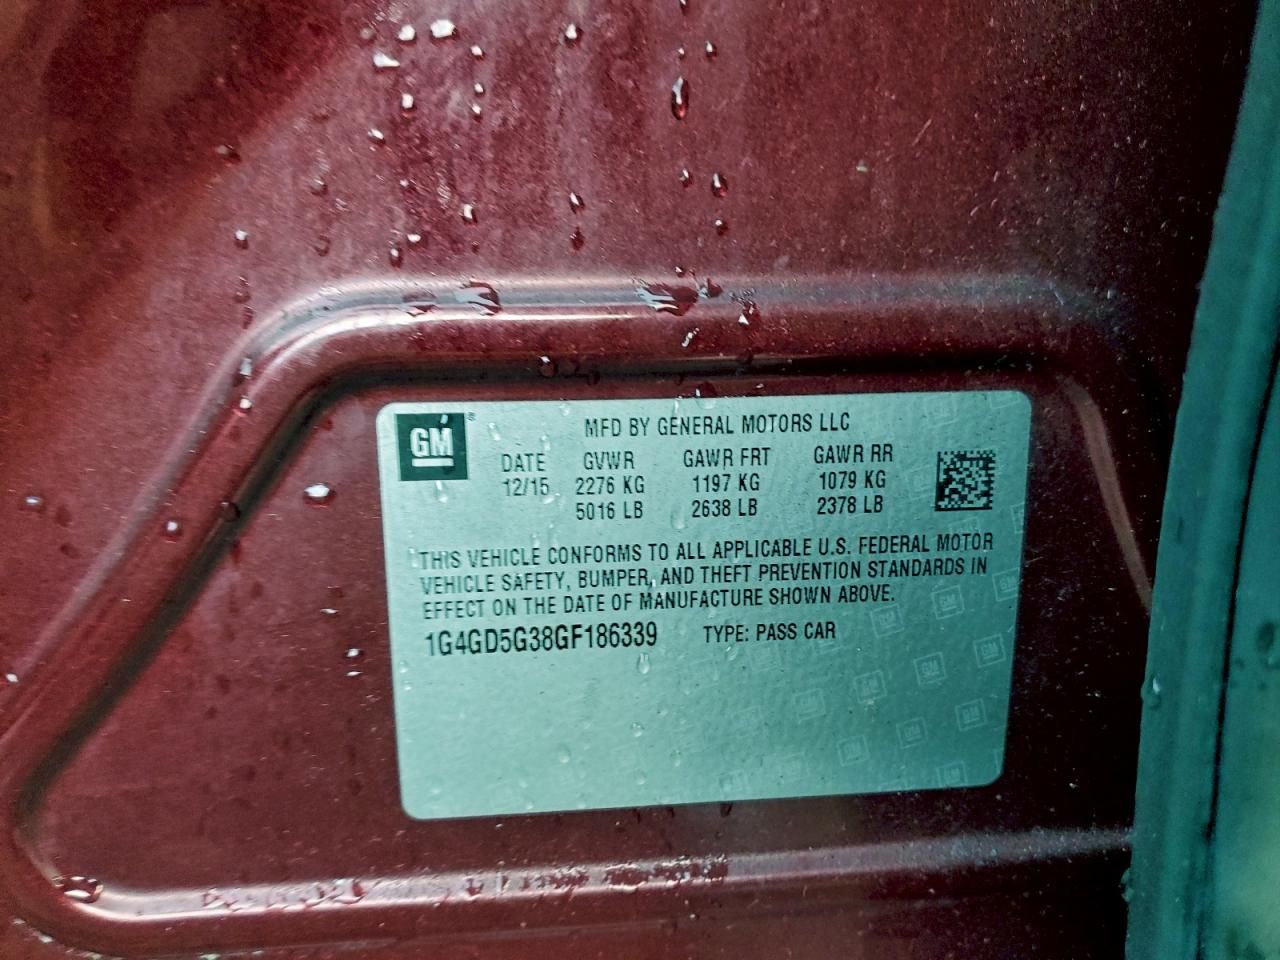 GM
MFD BY GENERAL MOTORS LLC
DATE GVWR GAWR FRT GAWR RR
12/15 2276 KG 1197 KG 1079 KG
5016 LB 2638 LB 2378 LB
THIS VEHICLE CONFORMS TO ALL APPLICABLE U.S. FEDERAL MOTOR
VEHICLE SAFETY, BUMPER, AND THEFT PREVENTION STANDARDS IN
EFFECT ON THE DATE OF MANUFACTURE SHOWN ABOVE.
1G4GD5G38GF186339 TYPE: PASS CAR